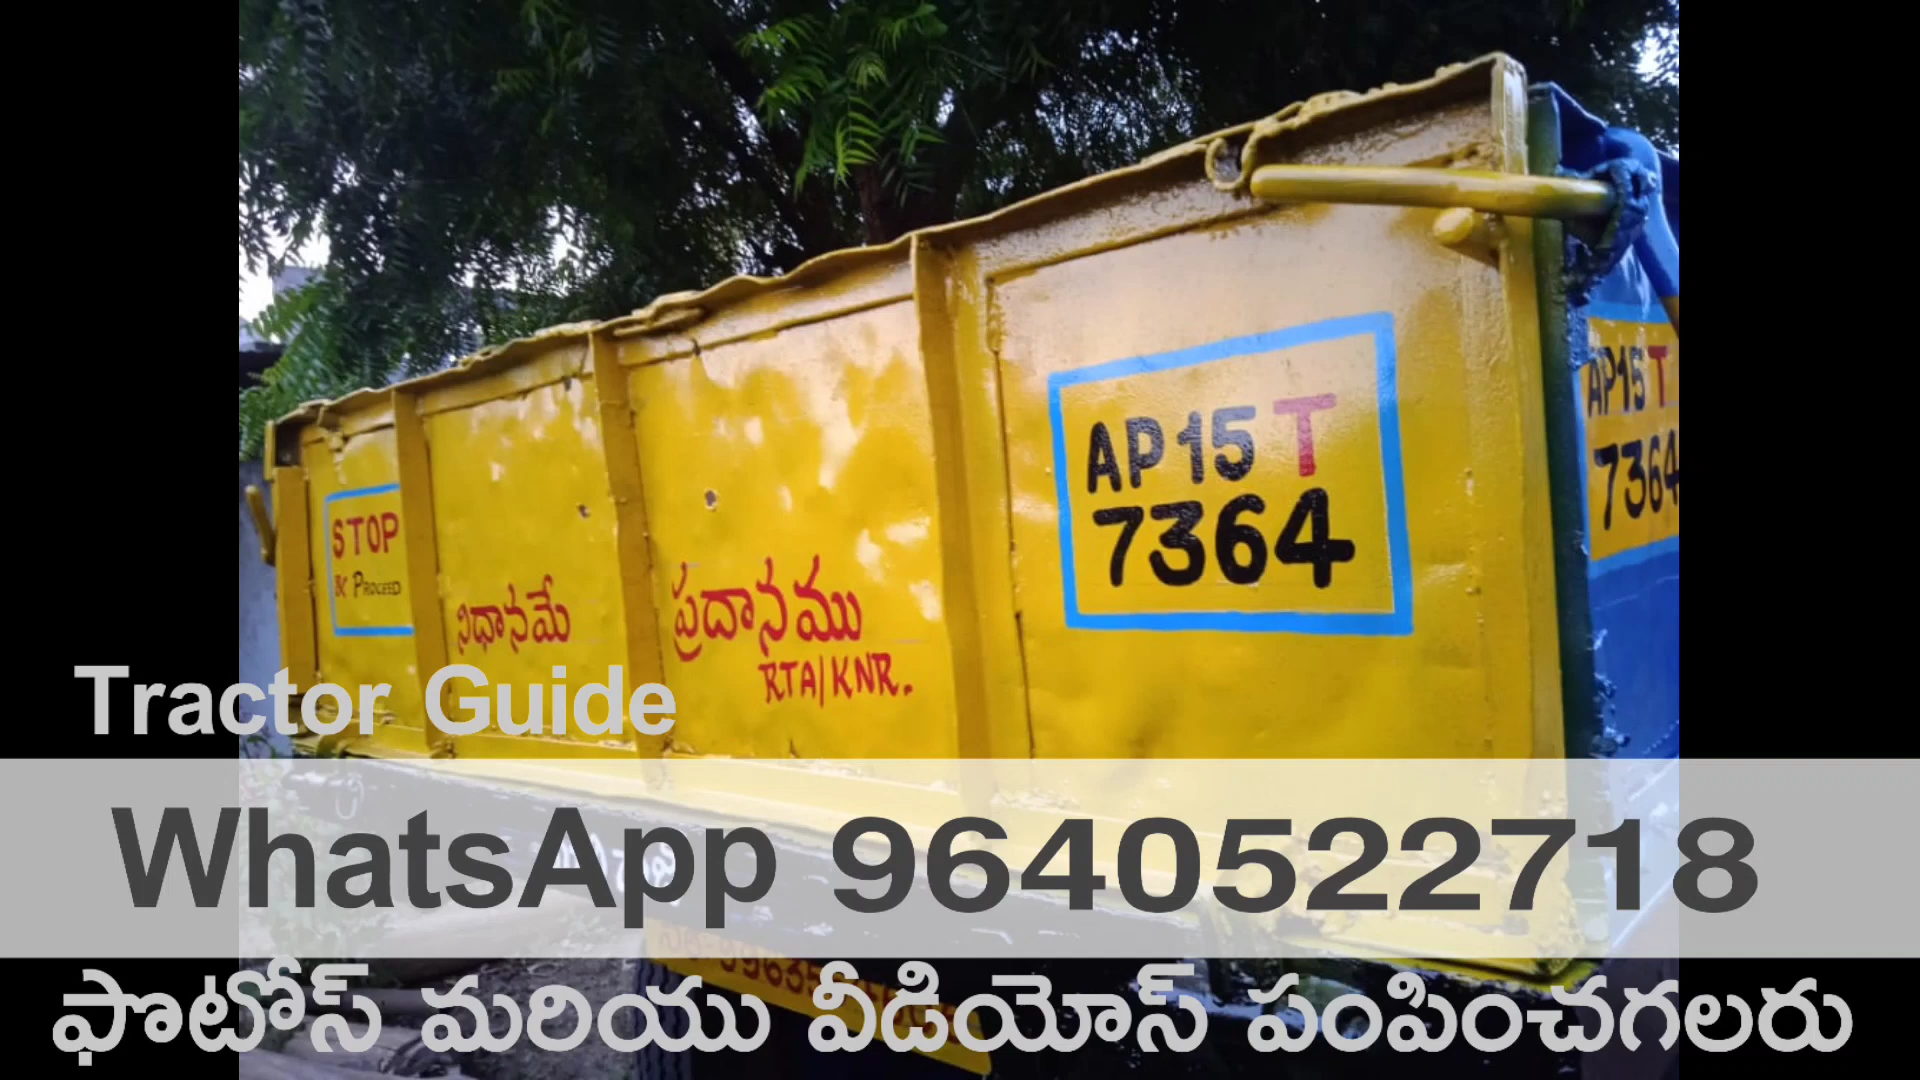 STOP
& PROCEED
నిధానమే
ప్రదానము
RTA/KNR.
AP15 T
7364
AP15 T
7364
Tractor Guide
WhatsApp 9640522718
ఫొటోస్ మరియు వీడియోస్ పంపించగలరు